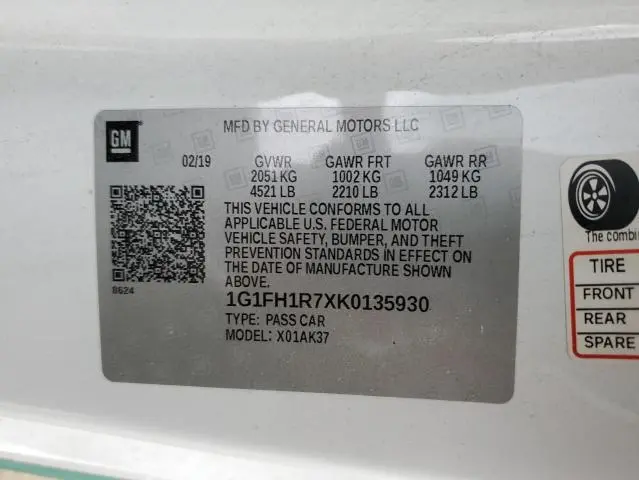 MFD BY GENERAL MOTORS LLC
GM
02/19 GVWR GAWR FRT GAWR RR
2051 KG 1002 KG 1049 KG
4521 LB 2210 LB 2312 LB
THIS VEHICLE CONFORMS TO ALL
APPLICABLE U.S. FEDERAL MOTOR
VEHICLE SAFETY, BUMPER, AND THEFT
PREVENTION STANDARDS IN EFFECT ON
THE DATE OF MANUFACTURE SHOWN
ABOVE.
8624
1G1FH1R7XK0135930
TYPE: PASS CAR
MODEL: X01AK37
The combi
TIRE
FRONT
REAR
SPARE